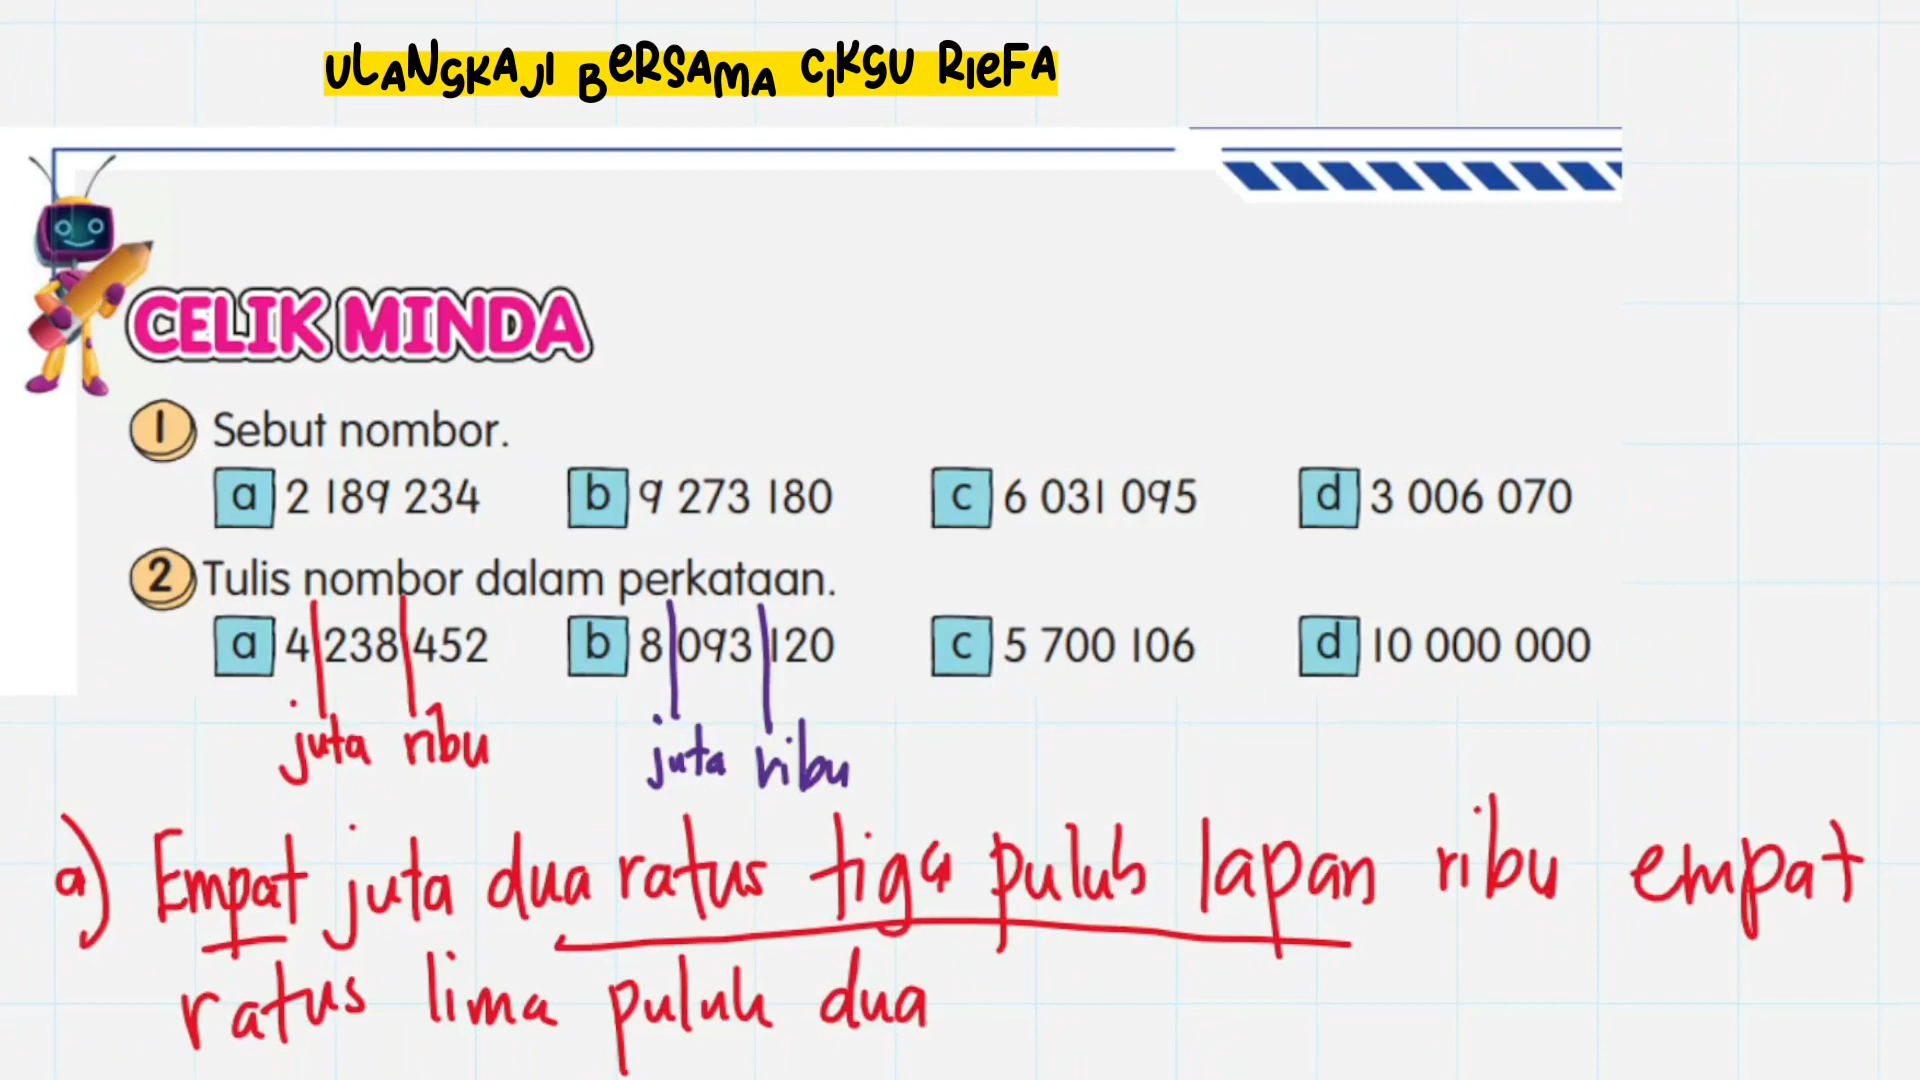 ULANGKAJI BERSAMA CIKGU RIEFA
CELIK MINDA
1 Sebut nombor.
a 2 189 234 b 9 273 180 c 6 031 095 d 3 006 070
2 Tulis nombor dalam perkataan.
a 4 238 452 b 8 093 120 c 5 700 106 d 10 000 000
juta ribu juta ribu
a) Empat juta dua ratus tiga puluh lapan ribu empat
ratus lima puluh dua